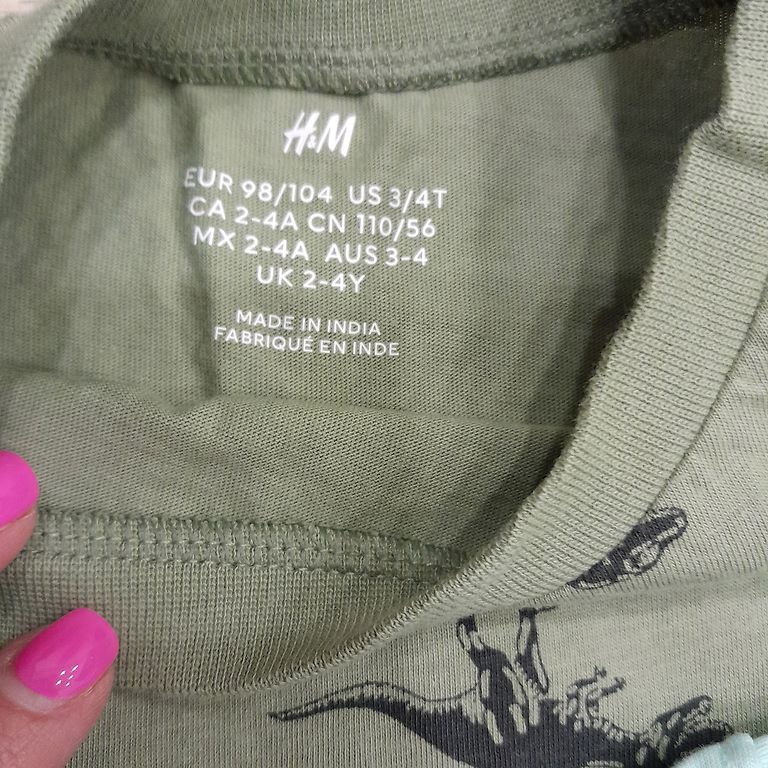 H&M
EUR 98/104 US 3/4T
CA 2-4A CN 110/56
MX 2-4A AUS 3-4
UK 2-4Y
MADE IN INDIA
FABRIQUÉ EN INDE